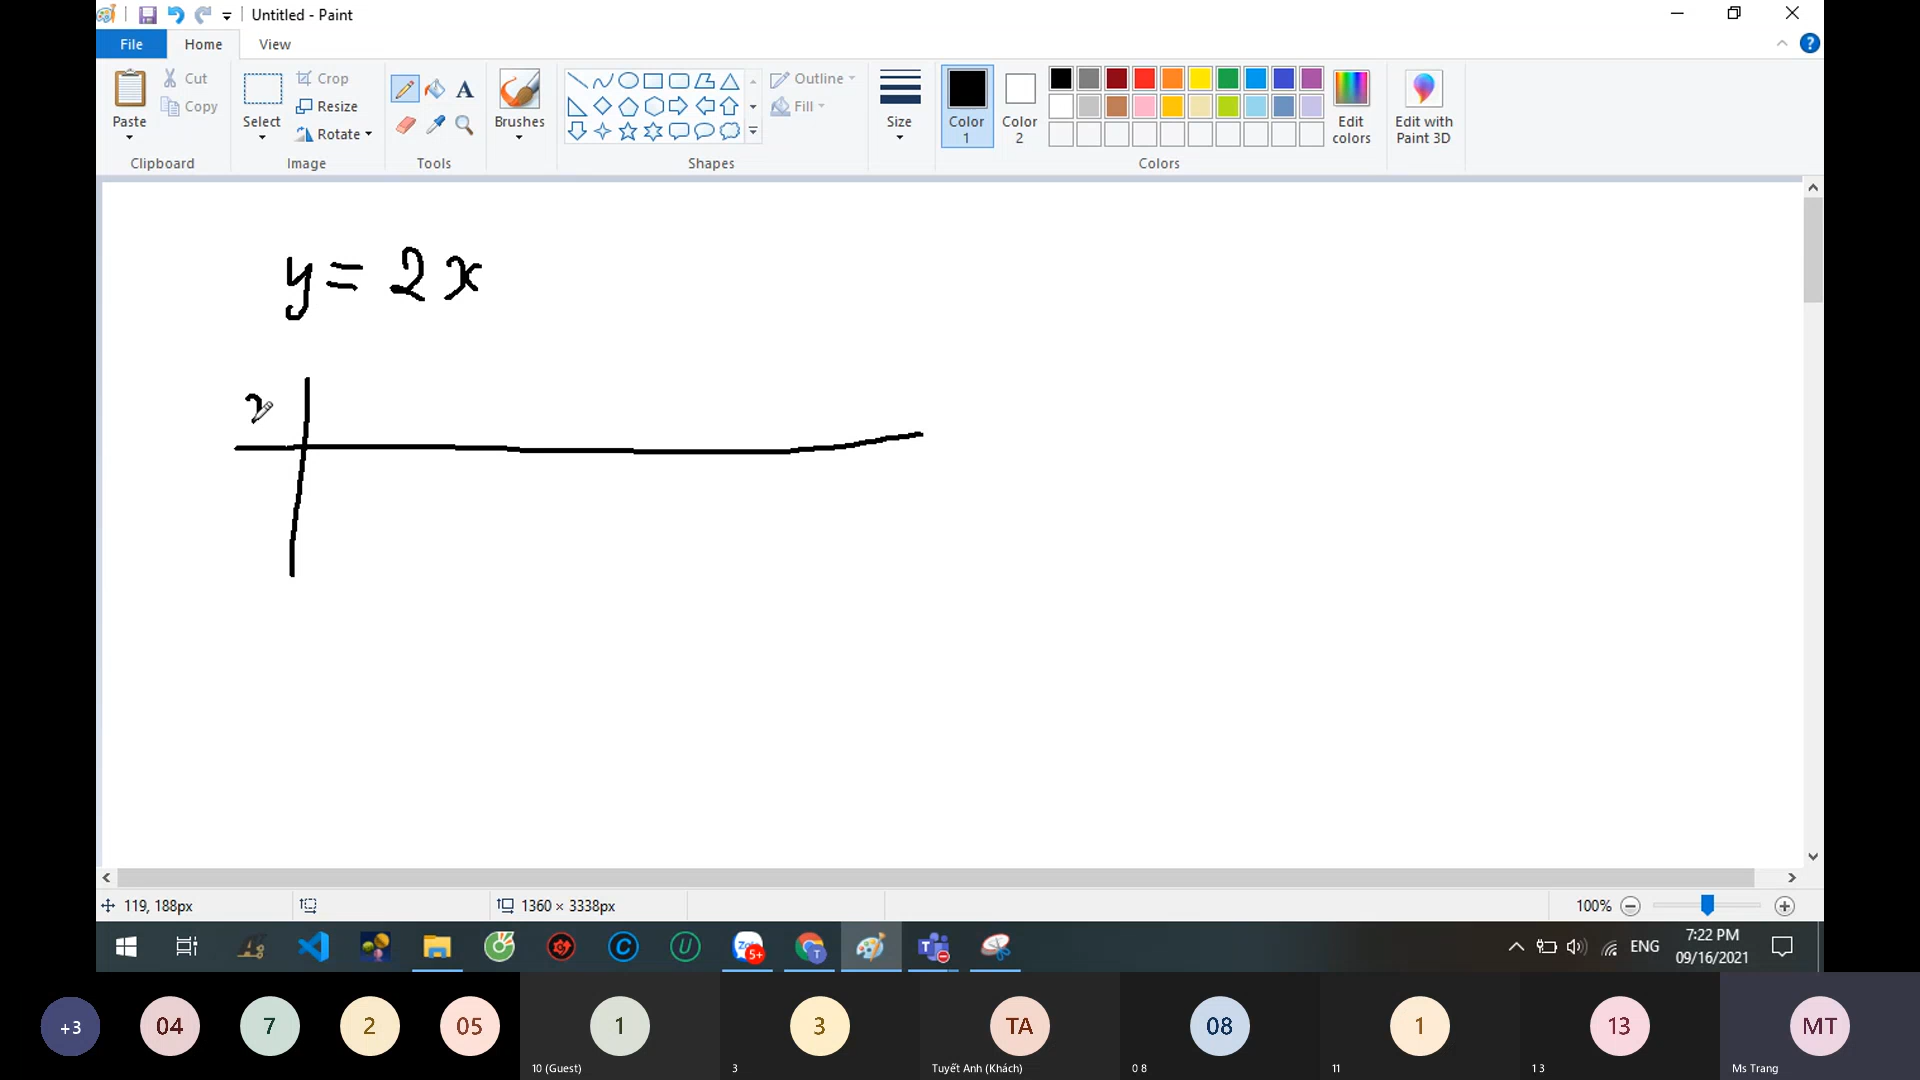 Untitled - Paint
File Home View
Paste
Cut
Copy
Clipboard
Select
Crop
Resize
Rotate
Image
A
Tools
Brushes
Outline
Fill
Shapes
Size
Color 1
Color 2
Edit colors
Colors
Edit with Paint 3D
y = 2x
119, 188px
1360 × 3338px
100%
Zalo
5+
T
ENG
7:22 PM
09/16/2021
+3 04 7 2 05 1 3 TA 08 1 13 MT
10 (Guest) 3 Tuyết Anh (Khách) 0 8 11 1 3 Ms Trang